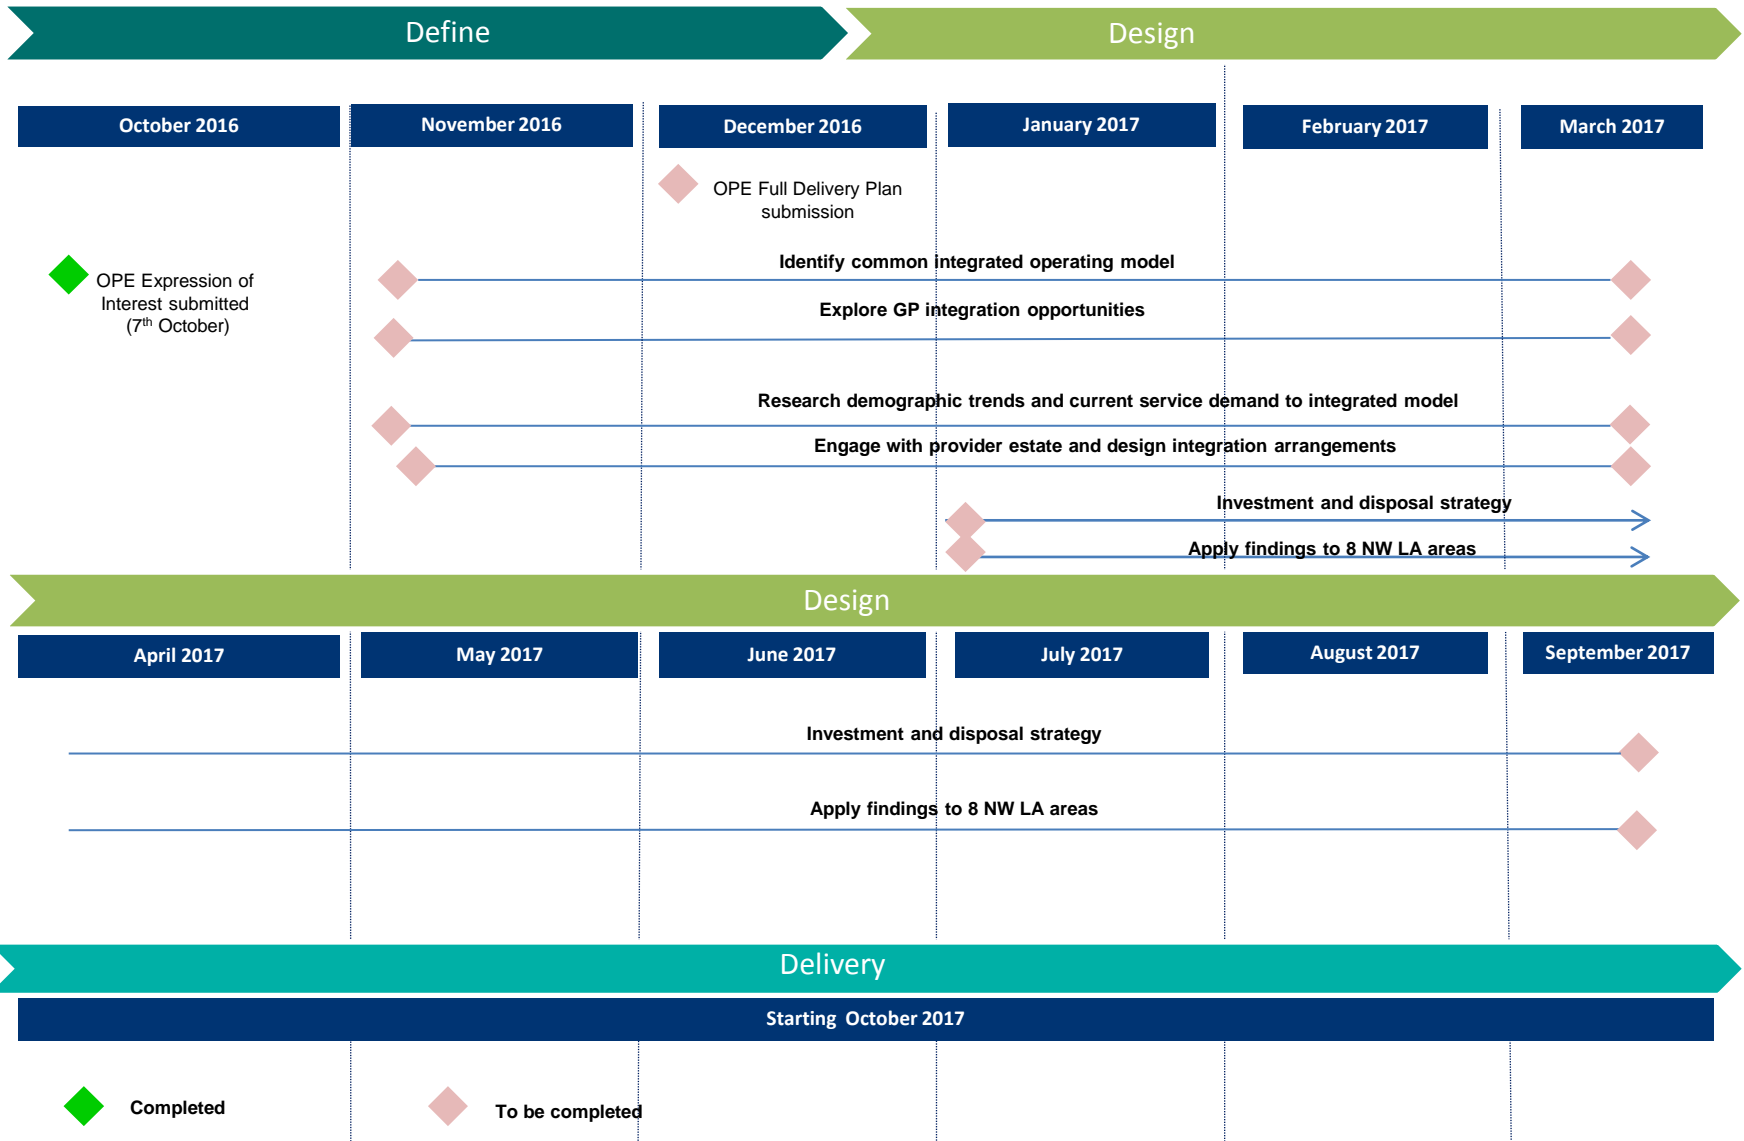 Define
Design
October 2016
November 2016
December 2016
January 2017
February 2017
March 2017
OPE Full Delivery Plan
submission
OPE Expression of
Interest submitted
(7th October)
Identify common integrated operating model
Explore GP integration opportunities
Research demographic trends and current service demand to integrated model
Engage with provider estate and design integration arrangements
Investment and disposal strategy
Apply findings to 8 NW LA areas
Design
April 2017
May 2017
June 2017
July 2017
August 2017
September 2017
Investment and disposal strategy
Apply findings to 8 NW LA areas
Delivery
Starting October 2017
Completed
To be completed